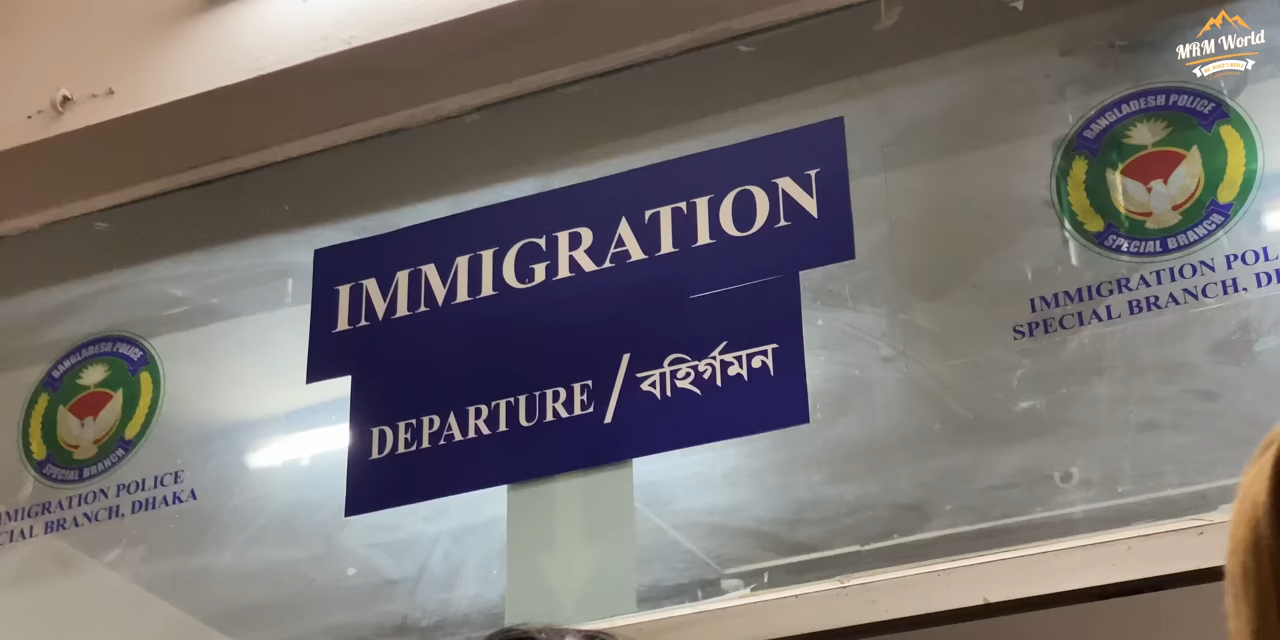 MRM World
BANGLADESH POLICE
SPECIAL BRANCH
IMMIGRATION POL
SPECIAL BRANCH, D
IMMIGRATION
DEPARTURE / বহির্গমন
BANGLADESH POLICE
SPECIAL BRANCH
MMIGRATION POLICE
CIAL BRANCH, DHAKA